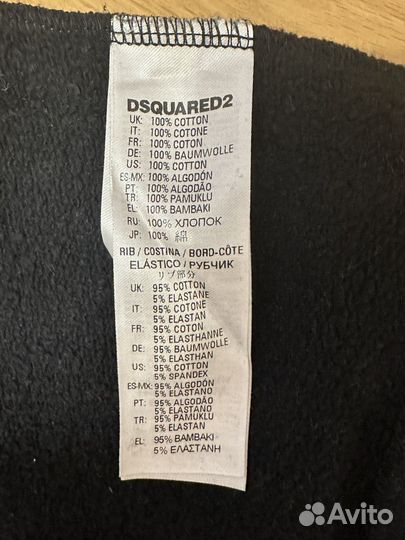 DSQUARED2
UK: 100% COTTON
IT: 100% COTONE
FR: 100% COTON
DE: 100% BAUMWOLLE
US: 100% COTTON
ES-MX: 100% ALGODÓN
PT: 100% ALGODÃO
TR: 100% PAMUKLU
EL: 100% BAMBAKI
RU: 100% ХЛОПОК
JP: 100% 綿
RIB / COSTINA / BORD-CÔTE
ELÁSTICO / РУБЧИК
リブ部分
UK: 95% COTTON
5% ELASTANE
IT: 95% COTONE
5% ELASTAN
FR: 95% COTON
5% ELASTHANNE
DE: 95% BAUMWOLLE
5% ELASTHAN
US: 95% COTTON
5% SPANDEX
ES-MX: 95% ALGODÓN
5% ELASTANO
PT: 95% ALGODÃO
5% ELASTANO
TR: 95% PAMUKLU
5% ELASTAN
EL: 95% BAMBAKI
5% ΕΛΑΣΤΑΝΗ
Avito